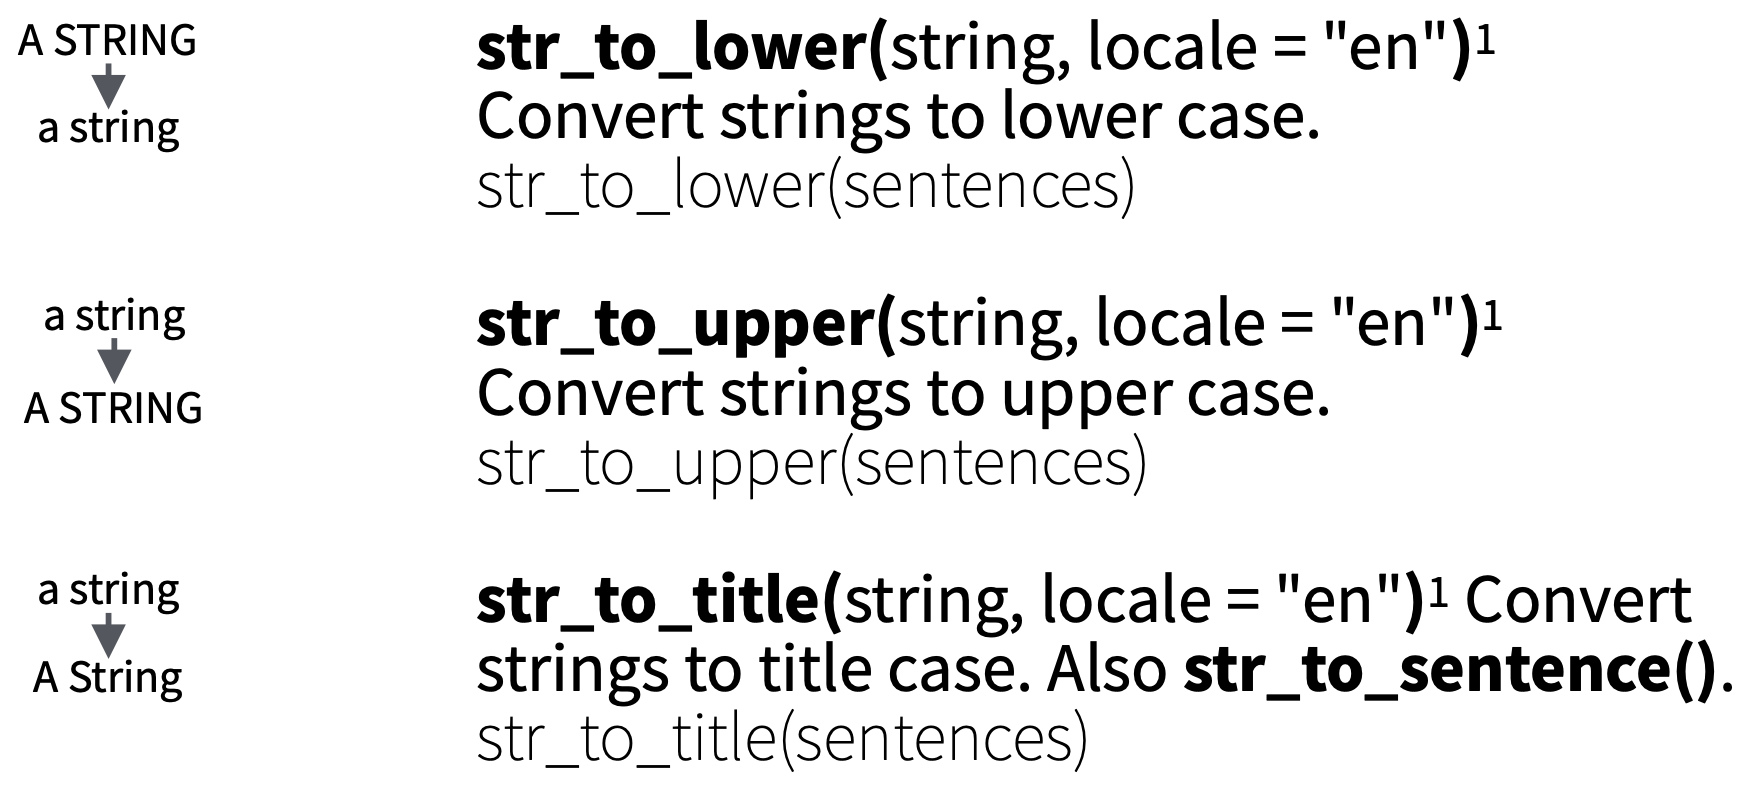 A STRING
a string
str_to_lower(string, locale = "en")1
Convert strings to lower case.
str_to_lower(sentences)
a string
A STRING
str_to_upper(string, locale = "en")1
Convert strings to upper case.
str_to_upper(sentences)
a string
A String
str_to_title(string, locale = "en")1 Convert
strings to title case. Also str_to_sentence().
str_to_title(sentences)